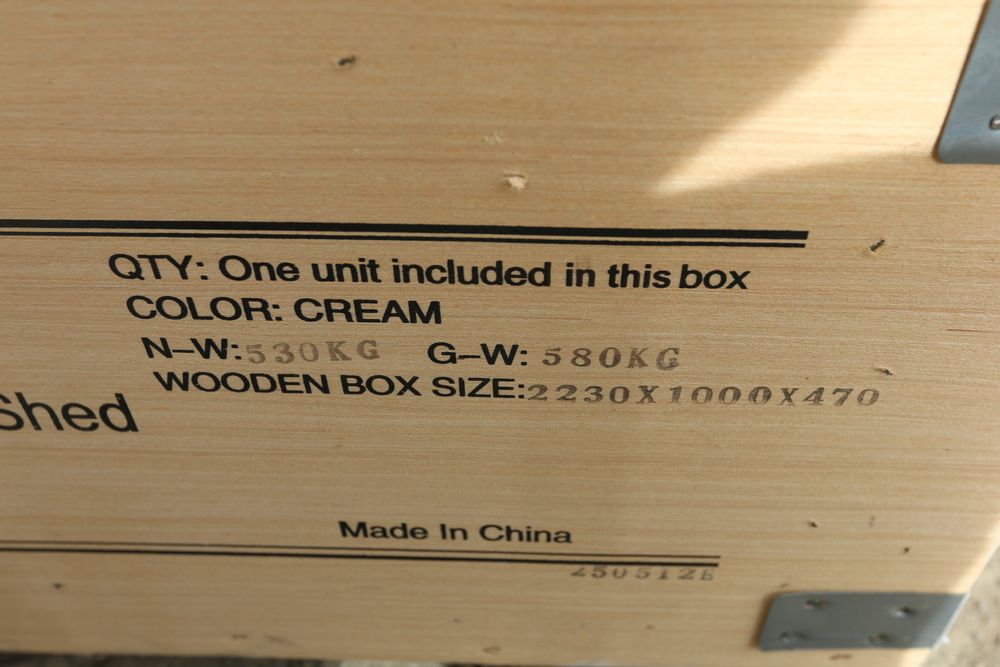 QTY: One unit included in this box
COLOR: CREAM
N–W:530KG G–W: 580KG
WOODEN BOX SIZE:2230X1000X470
Shed
Made In China